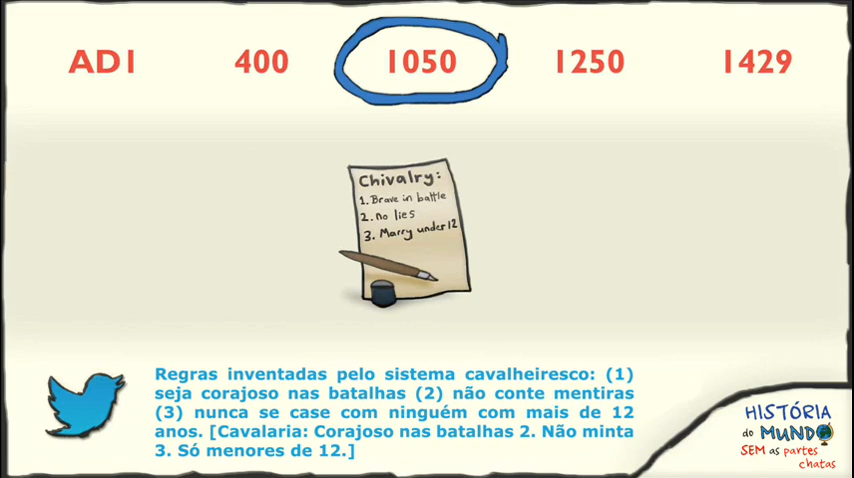 AD1 400 1050 1250 1429
Chivalry:
1. Brave in battle
2. no lies
3. Marry under 12
Regras inventadas pelo sistema cavalheiresco: (1)
seja corajoso nas batalhas (2) não conte mentiras
(3) nunca se case com ninguém com mais de 12
anos. [Cavalaria: Corajoso nas batalhas 2. Não minta
3. Só menores de 12.]
HISTÓRIA
do MUNDO
SEM as partes
chatas